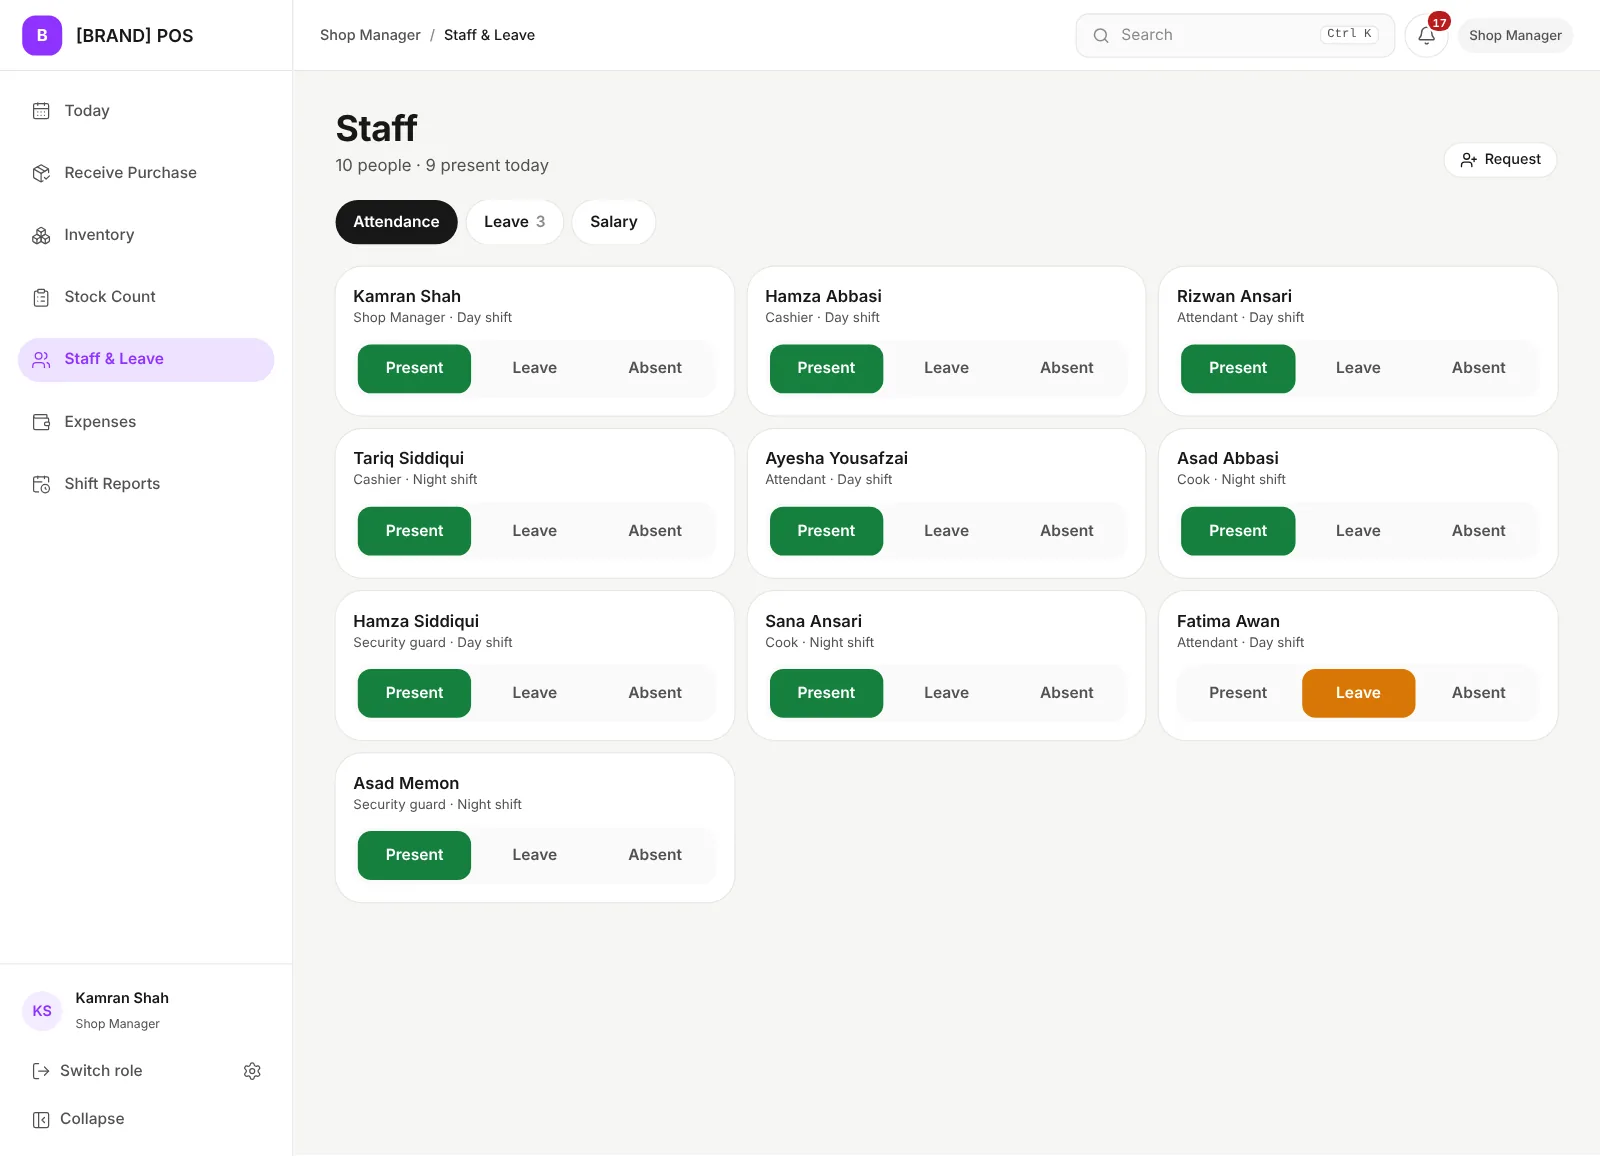 B [BRAND] POS
Shop Manager / Staff & Leave
Search Ctrl K
17
Shop Manager
Today
Receive Purchase
Inventory
Stock Count
Staff & Leave
Expenses
Shift Reports
Staff
10 people · 9 present today
Request
Attendance Leave 3 Salary
Kamran Shah
Shop Manager · Day shift
Present Leave Absent
Hamza Abbasi
Cashier · Day shift
Present Leave Absent
Rizwan Ansari
Attendant · Day shift
Present Leave Absent
Tariq Siddiqui
Cashier · Night shift
Present Leave Absent
Ayesha Yousafzai
Attendant · Day shift
Present Leave Absent
Asad Abbasi
Cook · Night shift
Present Leave Absent
Hamza Siddiqui
Security guard · Day shift
Present Leave Absent
Sana Ansari
Cook · Night shift
Present Leave Absent
Fatima Awan
Attendant · Day shift
Present Leave Absent
Asad Memon
Security guard · Night shift
Present Leave Absent
KS
Kamran Shah
Shop Manager
Switch role
Collapse